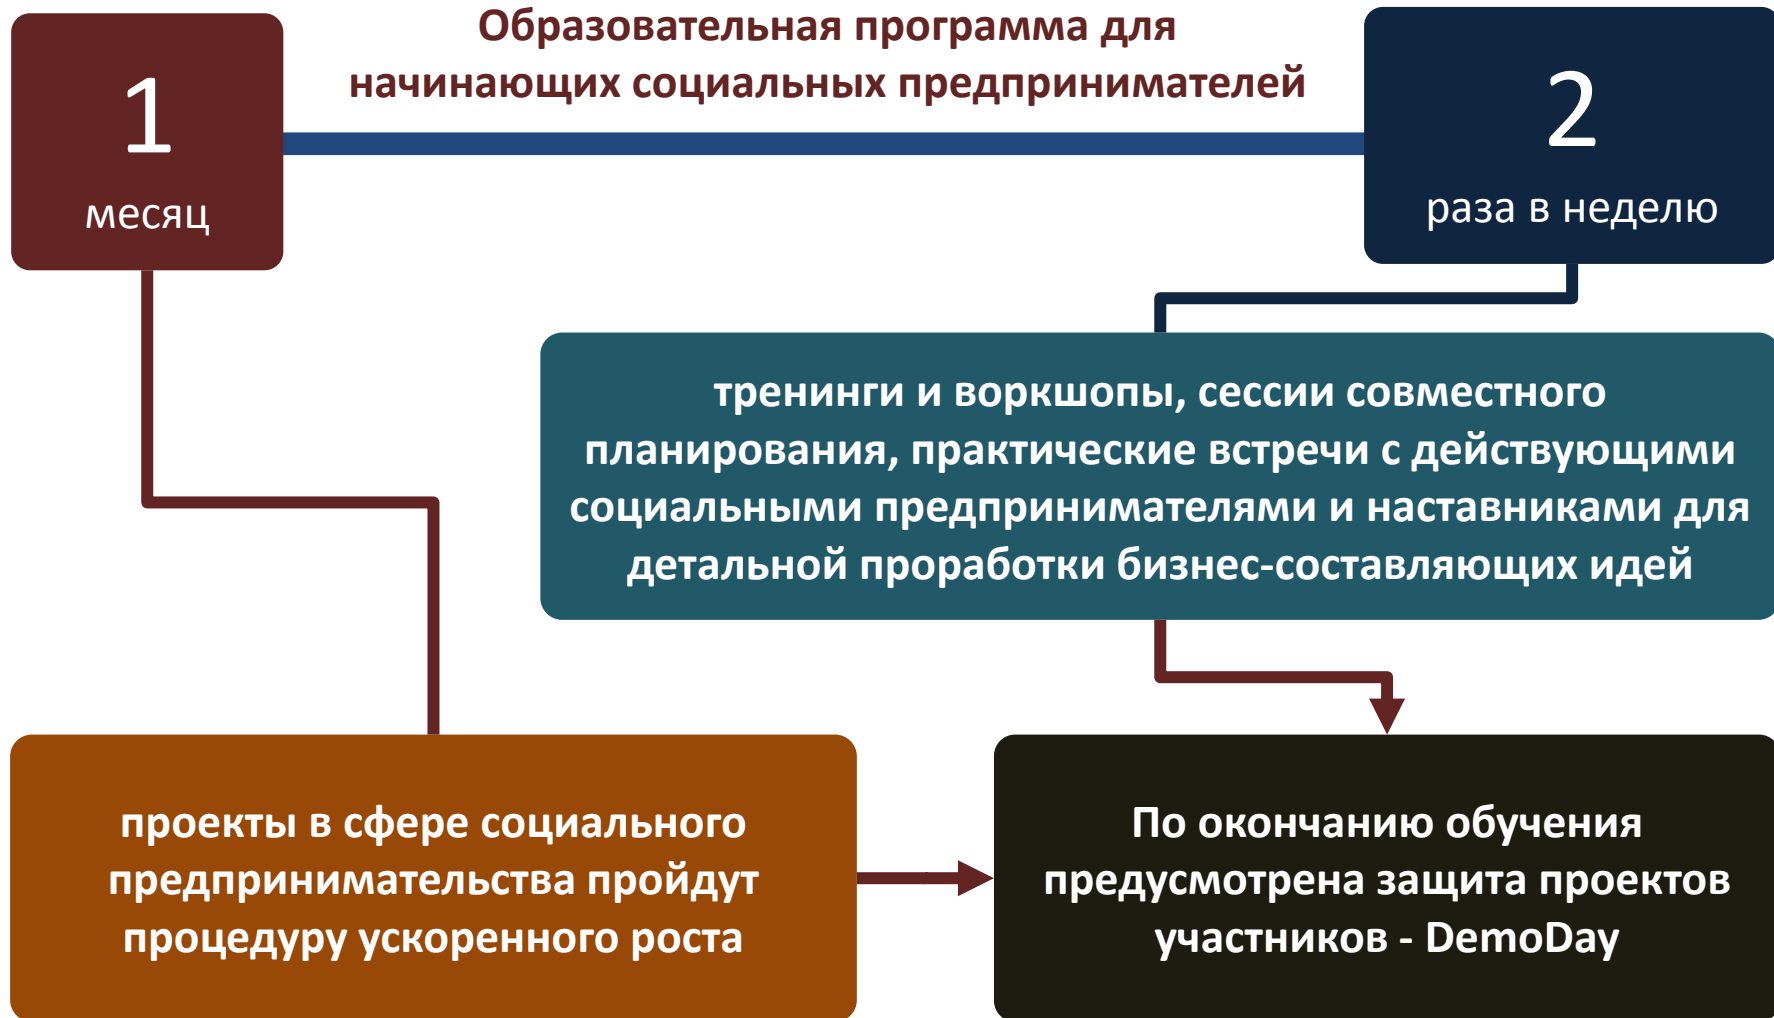 Образовательная программа для
начинающих социальных предпринимателей
1
месяц
2
раза в неделю
тренинги и воркшопы, сессии совместного
планирования, практические встречи с действующими
социальными предпринимателями и наставниками для
детальной проработки бизнес-составляющих идей
проекты в сфере социального
предпринимательства пройдут
процедуру ускоренного роста
По окончанию обучения
предусмотрена защита проектов
участников - DemoDay